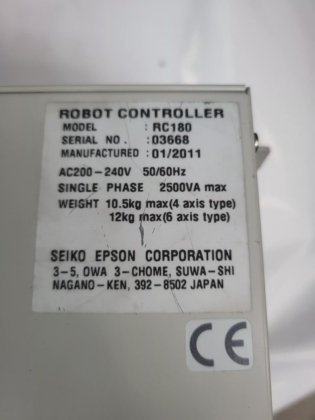 ROBOT CONTROLLER
MODEL : RC180
SERIAL NO. : 03668
MANUFACTURED : 01/2011
AC200-240V 50/60Hz
SINGLE PHASE 2500VA max
WEIGHT 10.5kg max(4 axis type)
12kg max(6 axis type)
SEIKO EPSON CORPORATION
3-5, OWA 3-CHOME, SUWA-SHI
NAGANO-KEN, 392-8502 JAPAN
CE